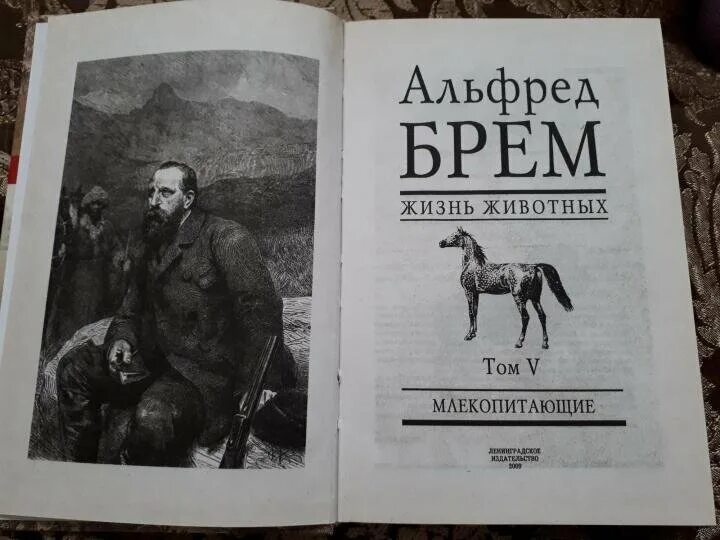 Альфред
БРЕМ
ЖИЗНЬ ЖИВОТНЫХ
Том V
МЛЕКОПИТАЮЩИЕ
ЛЕНИНГРАДСКОЕ
ИЗДАТЕЛЬСТВО
2009